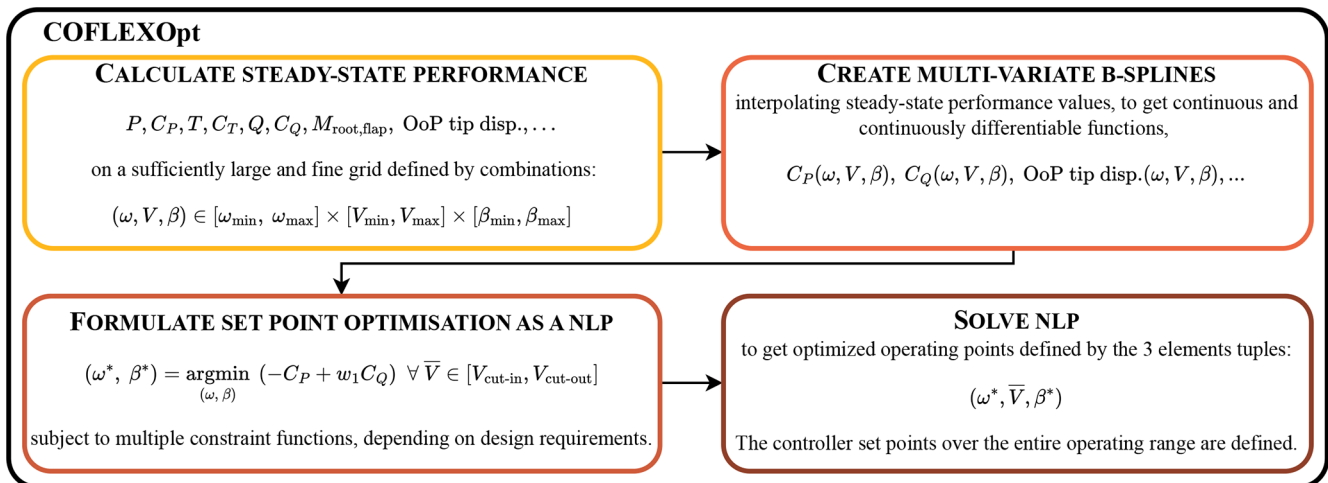 COFLEXOpt
CALCULATE STEADY-STATE PERFORMANCE
P, C_P, T, C_T, Q, C_Q, M_root,flap, OoP tip disp., . . .
on a sufficiently large and fine grid defined by combinations:
(ω, V, β) ∈ [ω_min, ω_max] × [V_min, V_max] × [β_min, β_max]
CREATE MULTI-VARIATE B-SPLINES
interpolating steady-state performance values, to get continuous and
continuously differentiable functions,
C_P(ω, V, β), C_Q(ω, V, β), OoP tip disp.(ω, V, β), ...
FORMULATE SET POINT OPTIMISATION AS A NLP
(ω*, β*) = argmin (−C_P + w_1 C_Q) ∀ V̅ ∈ [V_cut-in, V_cut-out]
(ω, β)
subject to multiple constraint functions, depending on design requirements.
SOLVE NLP
to get optimized operating points defined by the 3 elements tuples:
(ω*, V̅, β*)
The controller set points over the entire operating range are defined.